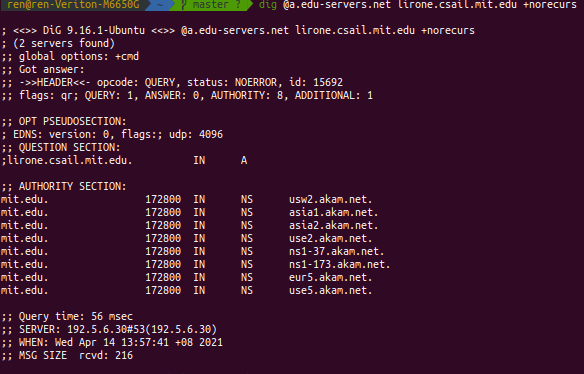 ren@ren-Veriton-M6650G master ? dig @a.edu-servers.net lirone.csail.mit.edu +norecurs
; <<>> DiG 9.16.1-Ubuntu <<>> @a.edu-servers.net lirone.csail.mit.edu +norecurs
; (2 servers found)
;; global options: +cmd
;; Got answer:
;; ->>HEADER<<- opcode: QUERY, status: NOERROR, id: 15692
;; flags: qr; QUERY: 1, ANSWER: 0, AUTHORITY: 8, ADDITIONAL: 1
;; OPT PSEUDOSECTION:
; EDNS: version: 0, flags:; udp: 4096
;; QUESTION SECTION:
;lirone.csail.mit.edu. IN A
;; AUTHORITY SECTION:
mit.edu. 172800 IN NS usw2.akam.net.
mit.edu. 172800 IN NS asia1.akam.net.
mit.edu. 172800 IN NS asia2.akam.net.
mit.edu. 172800 IN NS use2.akam.net.
mit.edu. 172800 IN NS ns1-37.akam.net.
mit.edu. 172800 IN NS ns1-173.akam.net.
mit.edu. 172800 IN NS eur5.akam.net.
mit.edu. 172800 IN NS use5.akam.net.
;; Query time: 56 msec
;; SERVER: 192.5.6.30#53(192.5.6.30)
;; WHEN: Wed Apr 14 13:57:41 +08 2021
;; MSG SIZE rcvd: 216